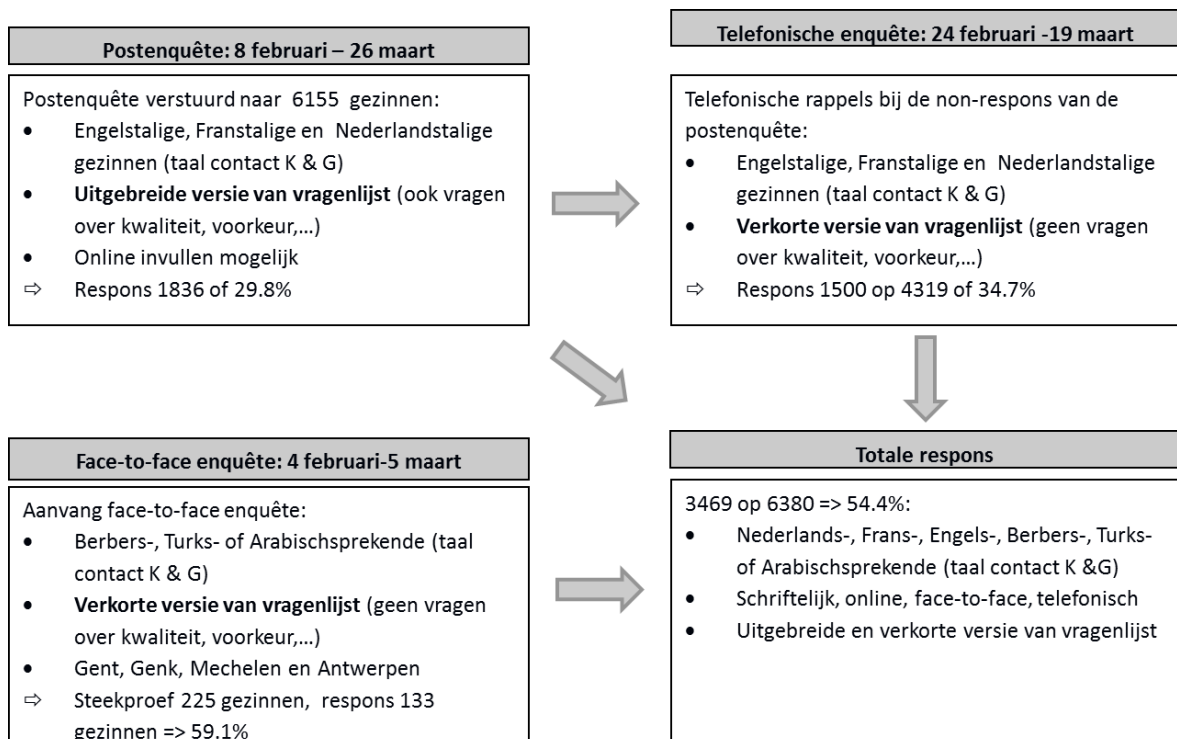 Postenquête: 8 februari – 26 maart
Postenquête verstuurd naar 6155 gezinnen:
• Engelstalige, Franstalige en Nederlandstalige
gezinnen (taal contact K & G)
• Uitgebreide versie van vragenlijst (ook vragen
over kwaliteit, voorkeur,...)
• Online invullen mogelijk
⇨ Respons 1836 of 29.8%
Telefonische enquête: 24 februari -19 maart
Telefonische rappels bij de non-respons van de
postenquête:
• Engelstalige, Franstalige en Nederlandstalige
gezinnen (taal contact K & G)
• Verkorte versie van vragenlijst (geen vragen
over kwaliteit, voorkeur,...)
⇨ Respons 1500 op 4319 of 34.7%
Face-to-face enquête: 4 februari-5 maart
Aanvang face-to-face enquête:
• Berbers-, Turks- of Arabischsprekende (taal
contact K & G)
• Verkorte versie van vragenlijst (geen vragen
over kwaliteit, voorkeur,...)
• Gent, Genk, Mechelen en Antwerpen
⇨ Steekproef 225 gezinnen, respons 133
gezinnen => 59.1%
Totale respons
3469 op 6380 => 54.4%:
• Nederlands-, Frans-, Engels-, Berbers-, Turks-
of Arabischsprekende (taal contact K &G)
• Schriftelijk, online, face-to-face, telefonisch
• Uitgebreide en verkorte versie van vragenlijst